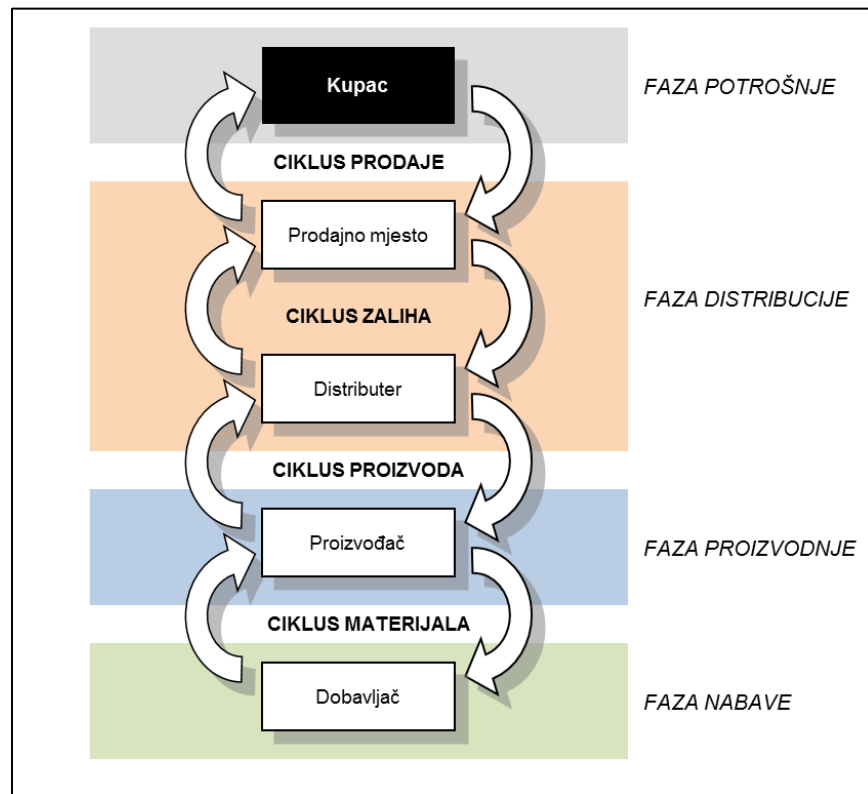 Kupac
FAZA POTROŠNJE
CIKLUS PRODAJE
Prodajno mjesto
FAZA DISTRIBUCIJE
CIKLUS ZALIHA
Distributer
CIKLUS PROIZVODA
Proizvođač
FAZA PROIZVODNJE
CIKLUS MATERIJALA
Dobavljač
FAZA NABAVE